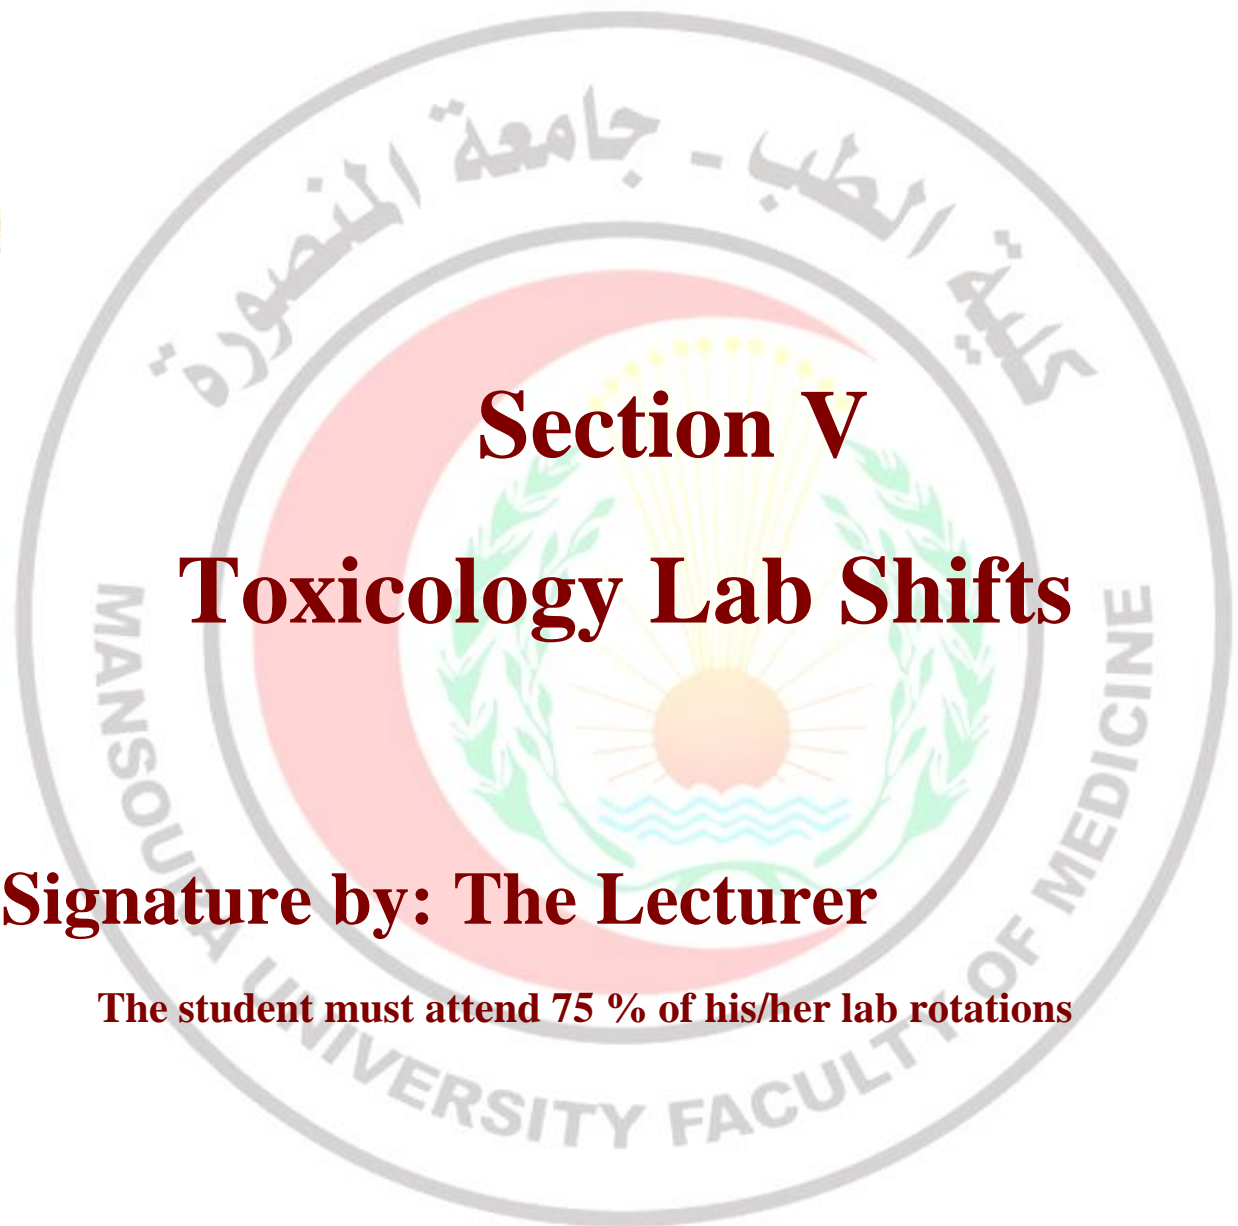 كلية الطب - جامعة المنصورة
Section V
Toxicology Lab Shifts
Signature by: The Lecturer
The student must attend 75 % of his/her lab rotations
MANSOURA UNIVERSITY FACULTY OF MEDICINE